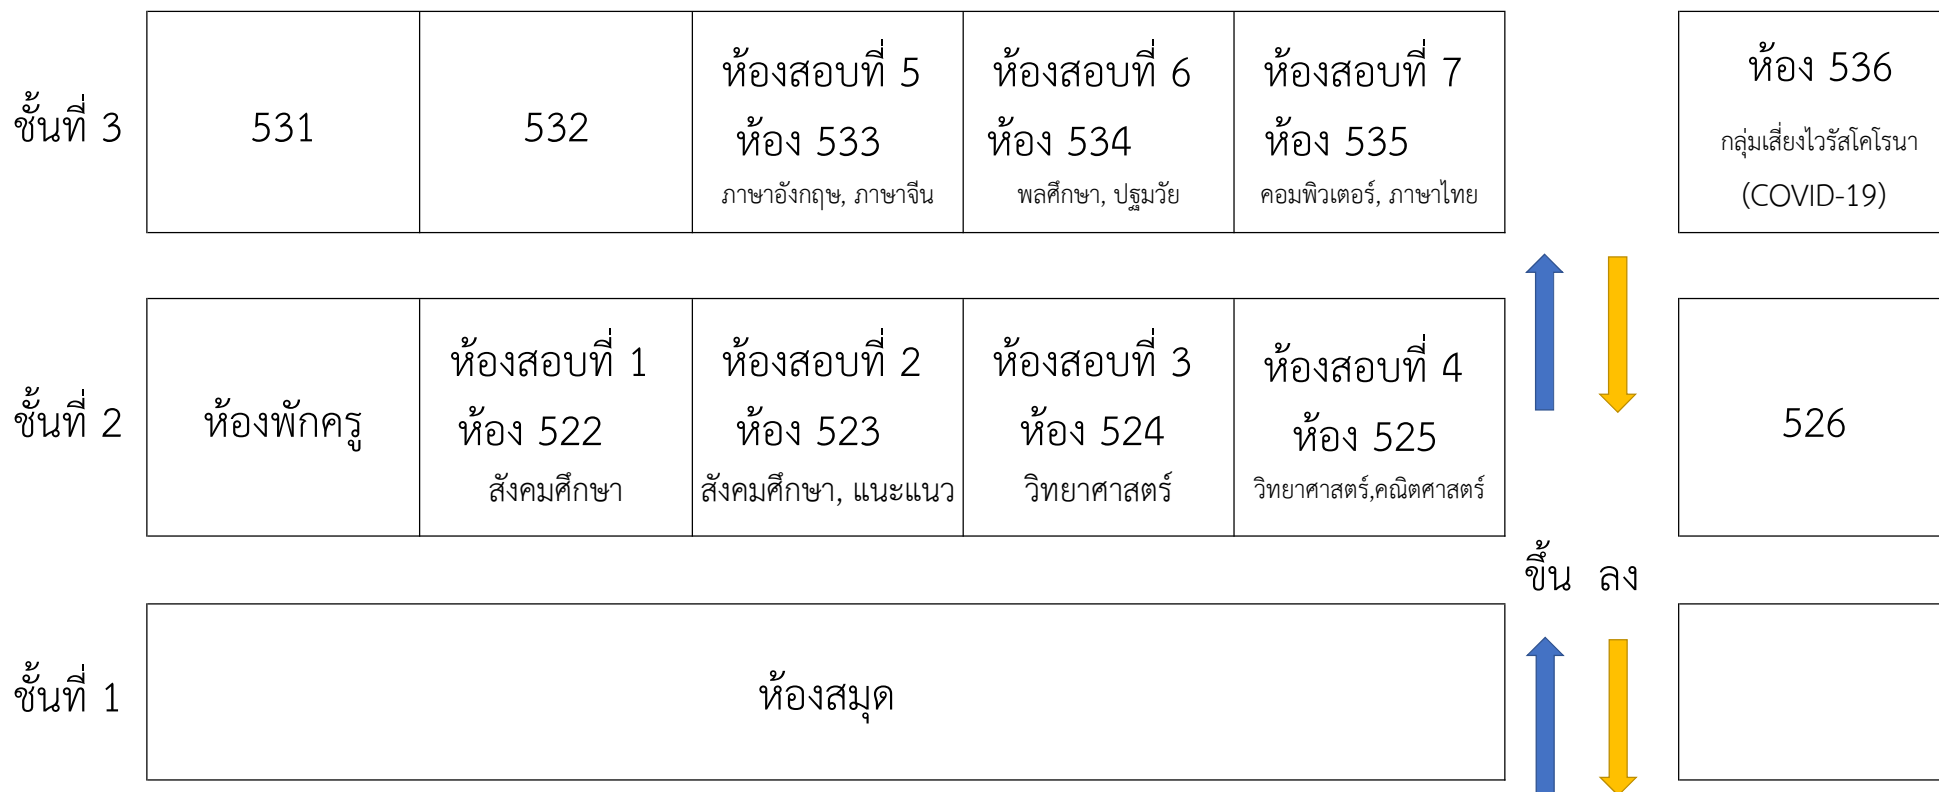 ชั้นที่ 3
531
532
ห้องสอบที่ 5
ห้อง 533
ภาษาอังกฤษ, ภาษาจีน
ห้องสอบที่ 6
ห้อง 534
พลศึกษา, ปฐมวัย
ห้องสอบที่ 7
ห้อง 535
คอมพิวเตอร์, ภาษาไทย
ห้อง 536
กลุ่มเสี่ยงไวรัสโคโรนา
(COVID-19)
ชั้นที่ 2
ห้องพักครู
ห้องสอบที่ 1
ห้อง 522
สังคมศึกษา
ห้องสอบที่ 2
ห้อง 523
สังคมศึกษา, แนะแนว
ห้องสอบที่ 3
ห้อง 524
วิทยาศาสตร์
ห้องสอบที่ 4
ห้อง 525
วิทยาศาสตร์,คณิตศาสตร์
526
ขึ้น ลง
ชั้นที่ 1
ห้องสมุด